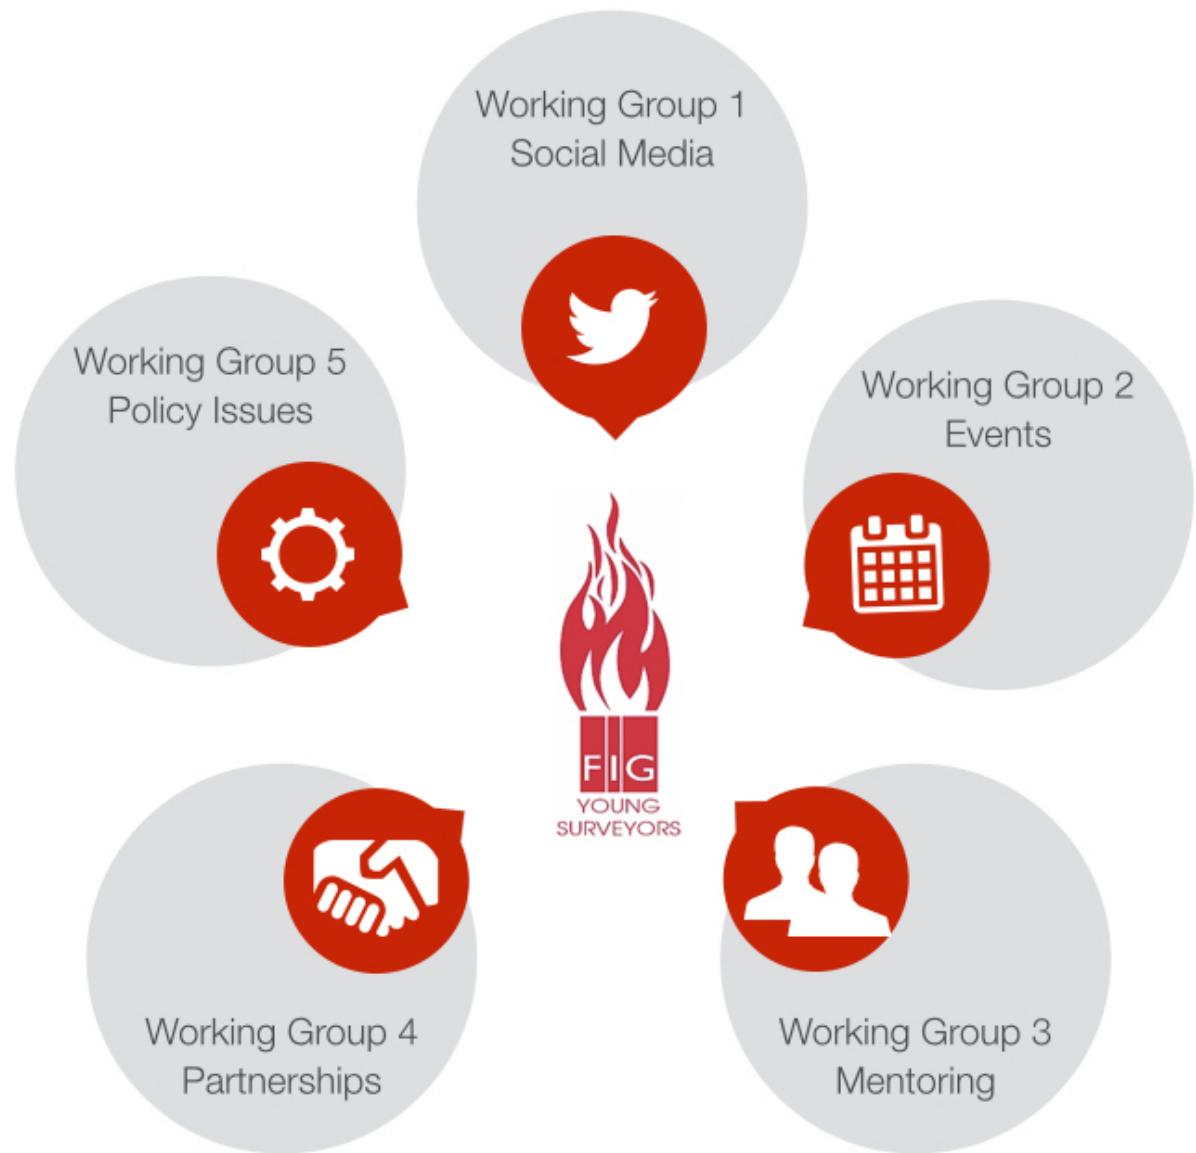 Working Group 1
Social Media
Working Group 2
Events
Working Group 3
Mentoring
Working Group 4
Partnerships
Working Group 5
Policy Issues
FIG
YOUNG
SURVEYORS